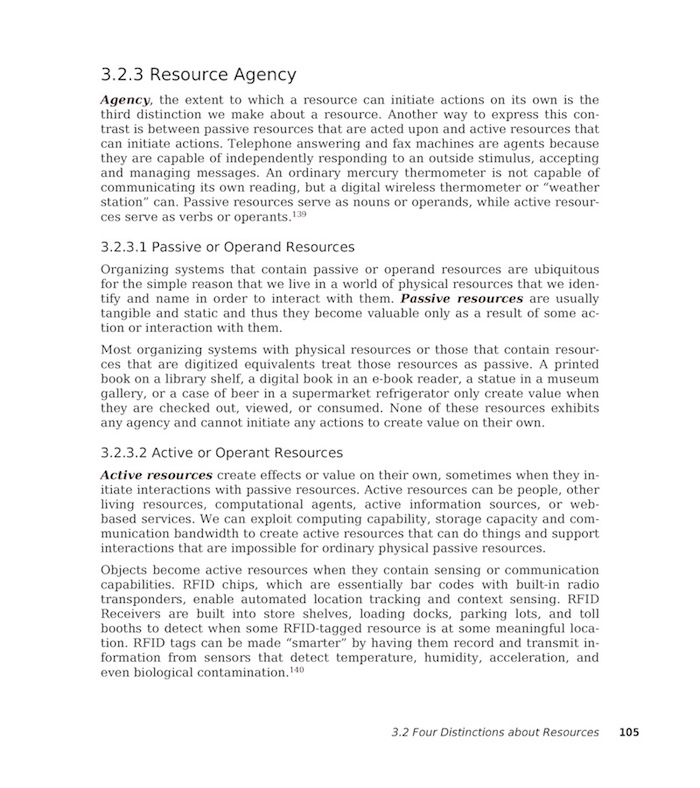 3.2.3 Resource Agency
Agency, the extent to which a resource can initiate actions on its own is the
third distinction we make about a resource. Another way to express this con-
trast is between passive resources that are acted upon and active resources that
can initiate actions. Telephone answering and fax machines are agents because
they are capable of independently responding to an outside stimulus, accepting
and managing messages. An ordinary mercury thermometer is not capable of
communicating its own reading, but a digital wireless thermometer or “weather
station” can. Passive resources serve as nouns or operands, while active resour-
ces serve as verbs or operants.139
3.2.3.1 Passive or Operand Resources
Organizing systems that contain passive or operand resources are ubiquitous
for the simple reason that we live in a world of physical resources that we iden-
tify and name in order to interact with them. Passive resources are usually
tangible and static and thus they become valuable only as a result of some ac-
tion or interaction with them.
Most organizing systems with physical resources or those that contain resour-
ces that are digitized equivalents treat those resources as passive. A printed
book on a library shelf, a digital book in an e-book reader, a statue in a museum
gallery, or a case of beer in a supermarket refrigerator only create value when
they are checked out, viewed, or consumed. None of these resources exhibits
any agency and cannot initiate any actions to create value on their own.
3.2.3.2 Active or Operant Resources
Active resources create effects or value on their own, sometimes when they in-
itiate interactions with passive resources. Active resources can be people, other
living resources, computational agents, active information sources, or web-
based services. We can exploit computing capability, storage capacity and com-
munication bandwidth to create active resources that can do things and support
interactions that are impossible for ordinary physical passive resources.
Objects become active resources when they contain sensing or communication
capabilities. RFID chips, which are essentially bar codes with built-in radio
transponders, enable automated location tracking and context sensing. RFID
Receivers are built into store shelves, loading docks, parking lots, and toll
booths to detect when some RFID-tagged resource is at some meaningful loca-
tion. RFID tags can be made “smarter” by having them record and transmit in-
formation from sensors that detect temperature, humidity, acceleration, and
even biological contamination.140
3.2 Four Distinctions about Resources 105